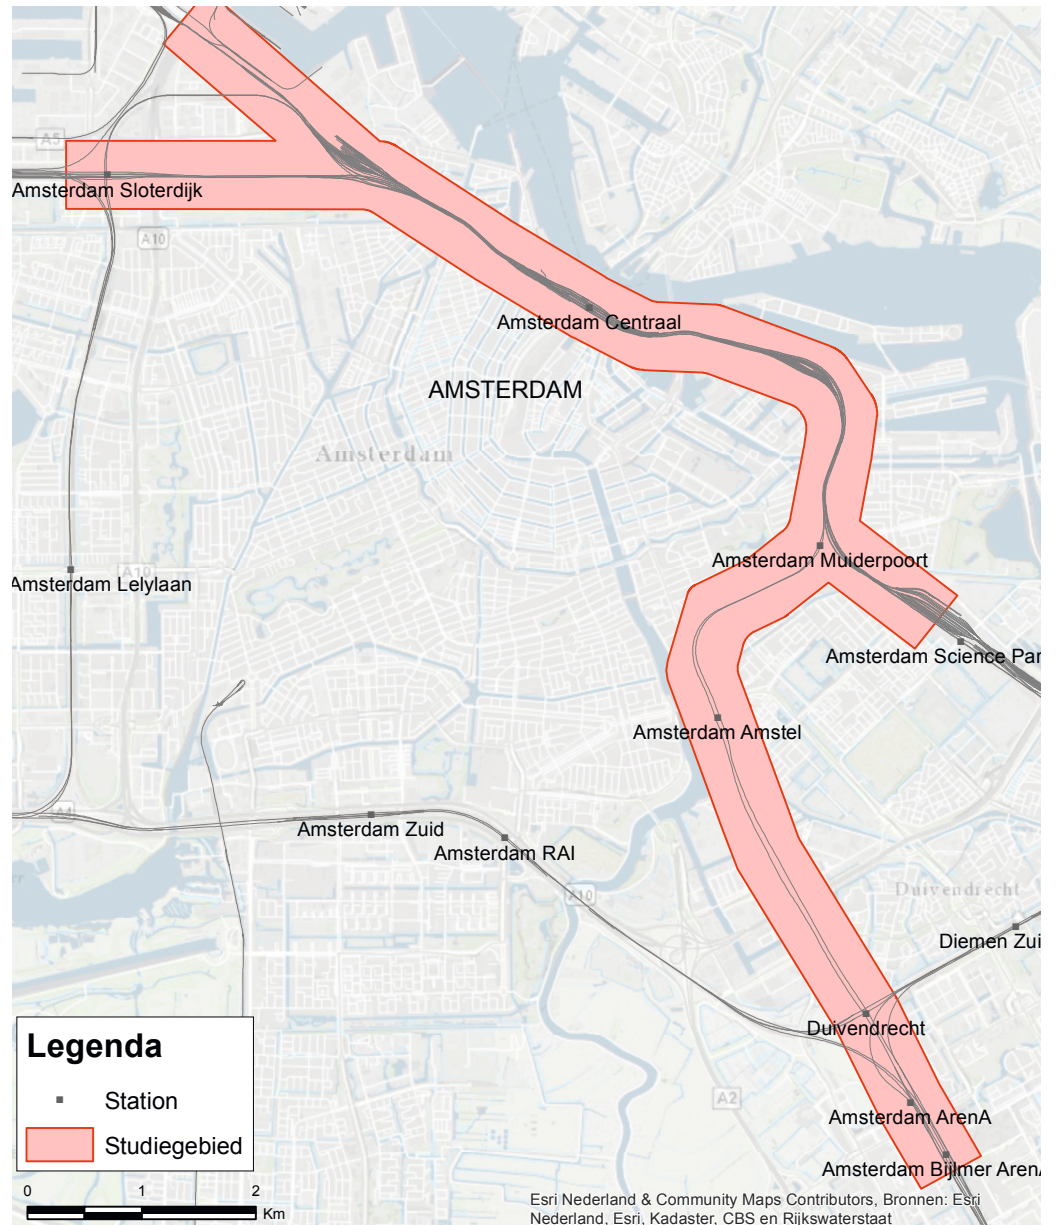 A5
Amsterdam Sloterdijk
A10
Amsterdam Centraal
AMSTERDAM
Amsterdam
Amsterdam Muiderpoort
A10
Amsterdam Lelylaan
Amsterdam Science Par
Amsterdam Amstel
Amsterdam Zuid
Amsterdam RAI
A10
Duivendrecht
Diemen Zui
Duivendrecht
A2
Amsterdam ArenA
Amsterdam Bijlmer ArenA
Legenda
Station
Studiegebied
0 1 2
Km
Esri Nederland & Community Maps Contributors, Bronnen: Esri
Nederland, Esri, Kadaster, CBS en Rijkswaterstaat